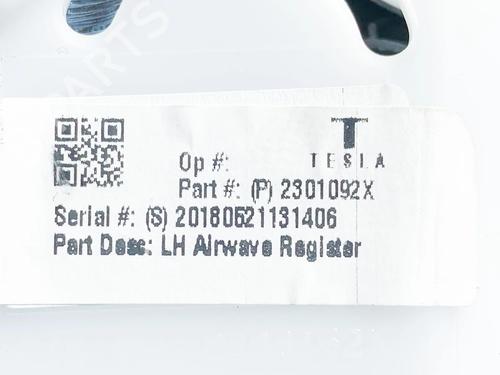 T
TESLA
Op #:
Part #: (P) 2301092X
Serial #: (S) 20180521131406
Part Desc: LH Airwave Register